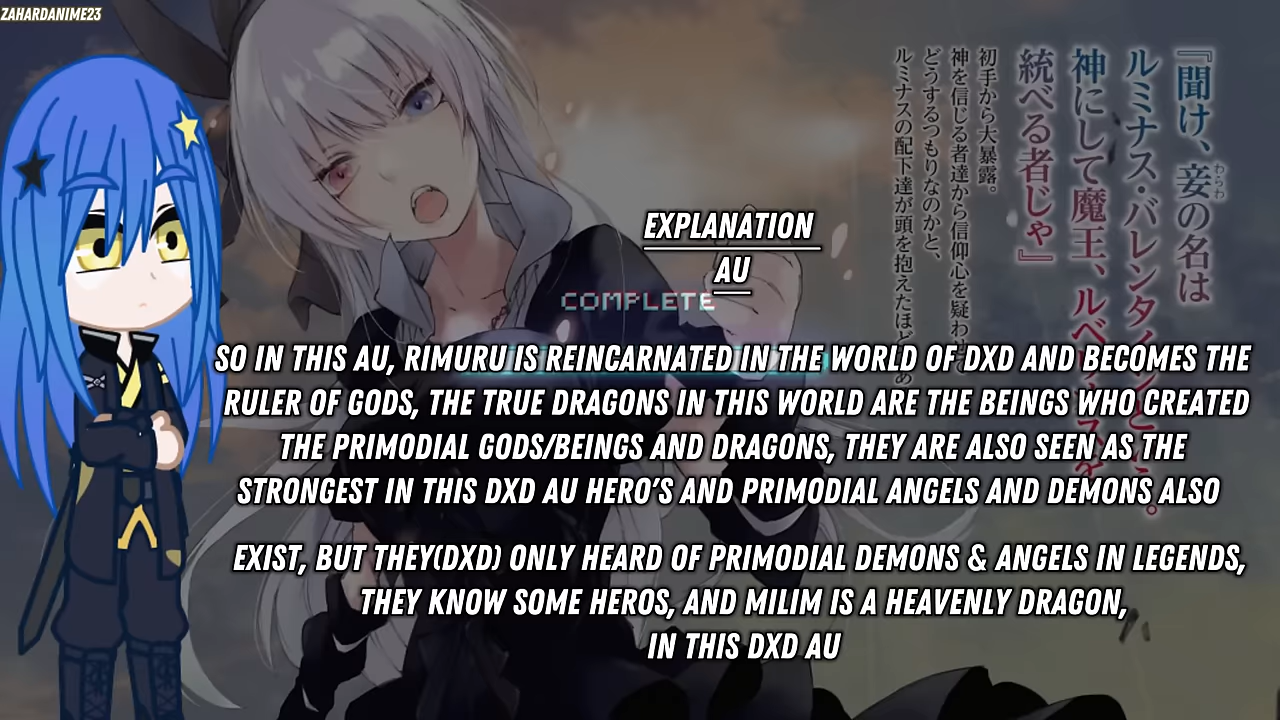 ZAHARDANIME23
EXPLANATION
AU
COMPLETE
SO IN THIS AU, RIMURU IS REINCARNATED IN THE WORLD OF DXD AND BECOMES THE
RULER OF GODS, THE TRUE DRAGONS IN THIS WORLD ARE THE BEINGS WHO CREATED
THE PRIMODIAL GODS/BEINGS AND DRAGONS, THEY ARE ALSO SEEN AS THE
STRONGEST IN THIS DXD AU HERO'S AND PRIMODIAL ANGELS AND DEMONS ALSO
EXIST, BUT THEY(DXD) ONLY HEARD OF PRIMODIAL DEMONS & ANGELS IN LEGENDS,
THEY KNOW SOME HEROS, AND MILIM IS A HEAVENLY DRAGON,
IN THIS DXD AU
『聞け、妾の名は
わらわ
ルミナス・バレンタイン
神にして魔王、ルベ
統べる者じゃ』
初手から大暴露。
神を信じる者達から信仰心を疑わ
どうするつもりなのかと、
ルミナスの配下達が頭を抱えたほど